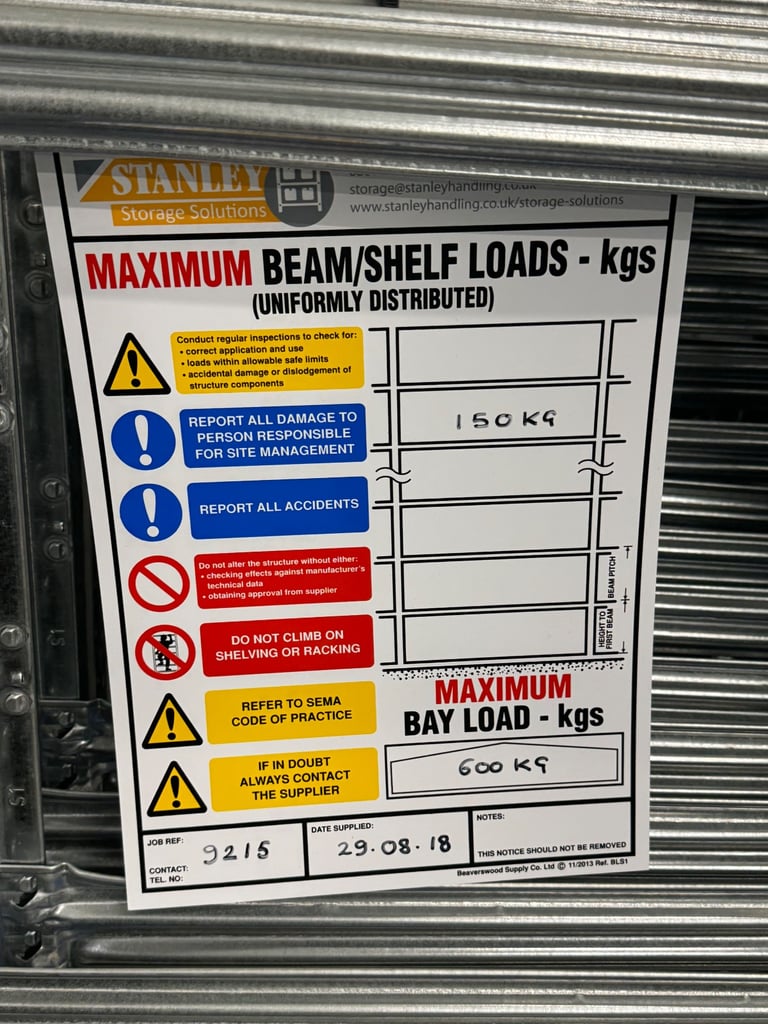 STANLEY
Storage Solutions
storage@stanleyhandling.co.uk
www.stanleyhandling.co.uk/storage-solutions
MAXIMUM BEAM/SHELF LOADS - kgs
(UNIFORMLY DISTRIBUTED)
Conduct regular inspections to check for:
• correct application and use
• loads within allowable safe limits
• accidental damage or dislodgement of
structure components
150 KG
REPORT ALL DAMAGE TO
PERSON RESPONSIBLE
FOR SITE MANAGEMENT
REPORT ALL ACCIDENTS
Do not alter the structure without either:
• checking effects against manufacturer's
technical data
• obtaining approval from supplier
BEAM PITCH
HEIGHT TO
FIRST BEAM
DO NOT CLIMB ON
SHELVING OR RACKING
REFER TO SEMA
CODE OF PRACTICE
MAXIMUM
BAY LOAD - kgs
600 KG
IF IN DOUBT
ALWAYS CONTACT
THE SUPPLIER
JOB REF: 9215
CONTACT:
TEL. NO:
DATE SUPPLIED:
29.08.18
NOTES:
THIS NOTICE SHOULD NOT BE REMOVED
Beaverswood Supply Co. Ltd © 11/2013 Ref. BLS1
S1
S1